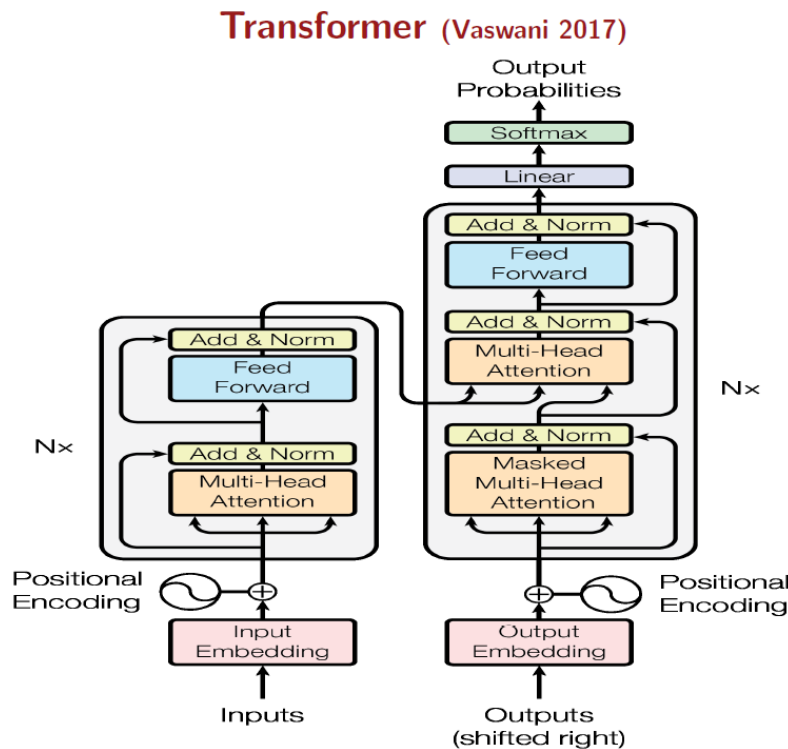 Transformer (Vaswani 2017)
Output
Probabilities
Softmax
Linear
Add & Norm
Feed
Forward
Add & Norm
Multi-Head
Attention
Add & Norm
Masked
Multi-Head
Attention
Nx
Add & Norm
Feed
Forward
Add & Norm
Multi-Head
Attention
Nx
Positional
Encoding
Positional
Encoding
Input
Embedding
Output
Embedding
Inputs
Outputs
(shifted right)